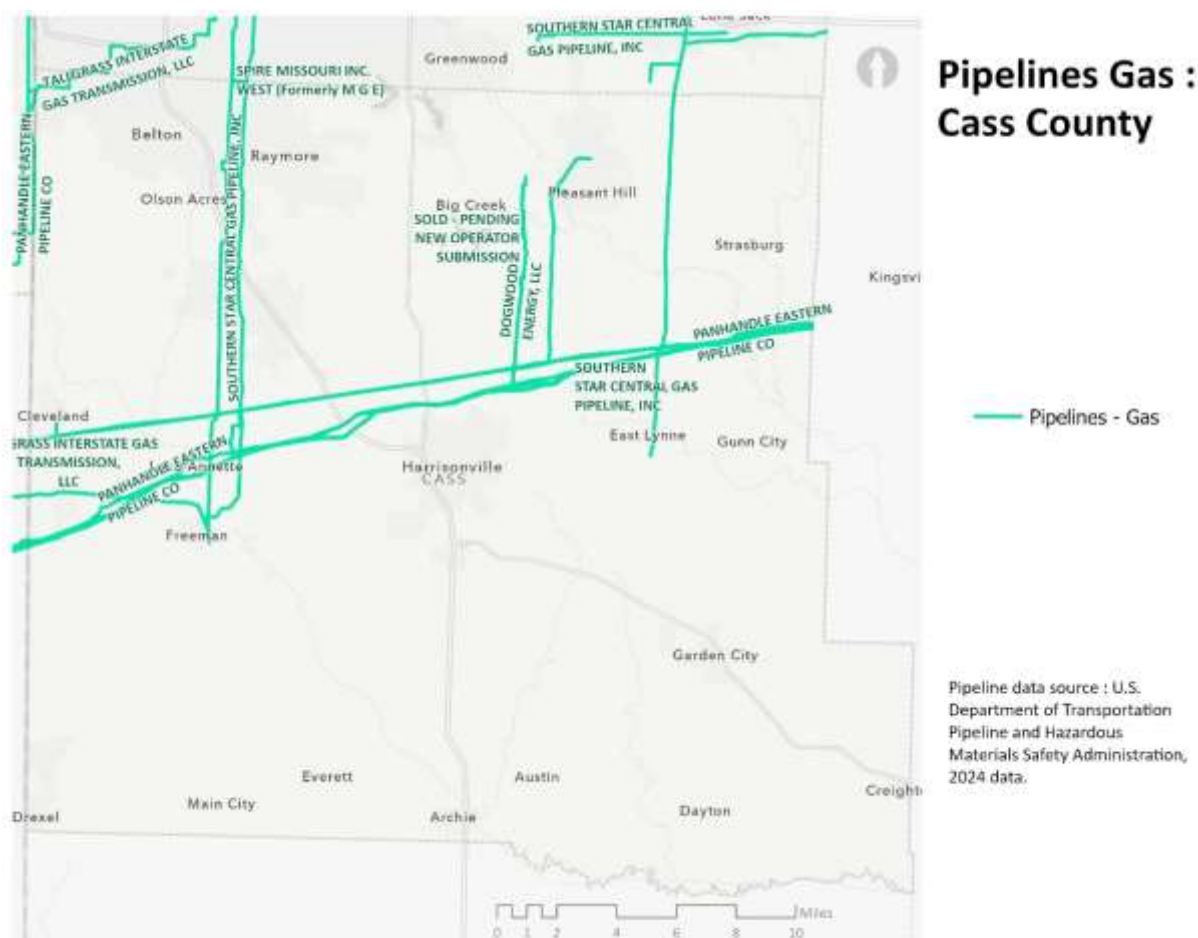 Pipelines Gas :
Cass County
SOUTHERN STAR CENTRAL
GAS PIPELINE, INC
Greenwood
TALLGRASS INTERSTATE
GAS TRANSMISSION, LLC
SPIRE MISSOURI INC.
WEST (Formerly M G E)
Belton
Raymore
PANHANDLE EASTERN
PIPELINE CO
SOUTHERN STAR CENTRAL GAS PIPELINE, INC
Olson Acres
Big Creek
Pleasant Hill
SOLD - PENDING
NEW OPERATOR
SUBMISSION
DOGWOOD
ENERGY, LLC
Strasburg
Kingsvi
PANHANDLE EASTERN
PIPELINE CO
SOUTHERN
STAR CENTRAL GAS
PIPELINE, INC
Cleveland
GRASS INTERSTATE GAS
TRANSMISSION,
LLC
Annette
PANHANDLE EASTERN
PIPELINE CO
East Lynne
Gunn City
Harrisonville
CASS
Freeman
Pipelines - Gas
Garden City
Pipeline data source : U.S.
Department of Transportation
Pipeline and Hazardous
Materials Safety Administration,
2024 data.
Everett
Austin
Main City
Creight
Drexel
Archie
Dayton
Miles
0 1 2 4 6 8 10